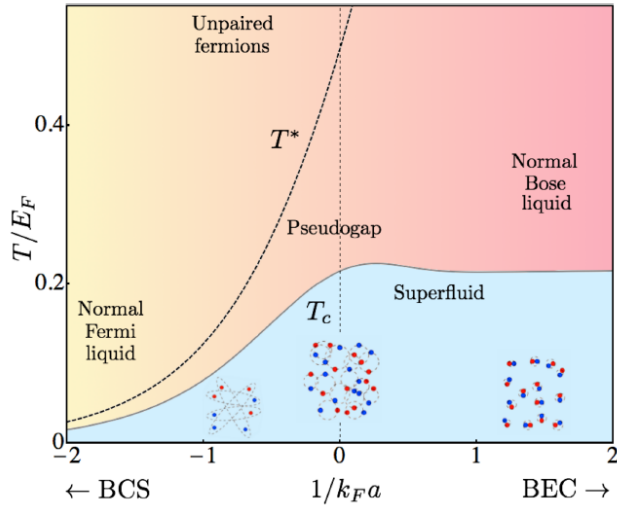 Unpaired
fermions
0.4
T*
Normal
Bose
liquid
T/E_F
Pseudogap
0.2
Superfluid
Normal
Fermi
liquid
T_c
0
−2
−1
0
1
2
← BCS
1/k_F a
BEC →